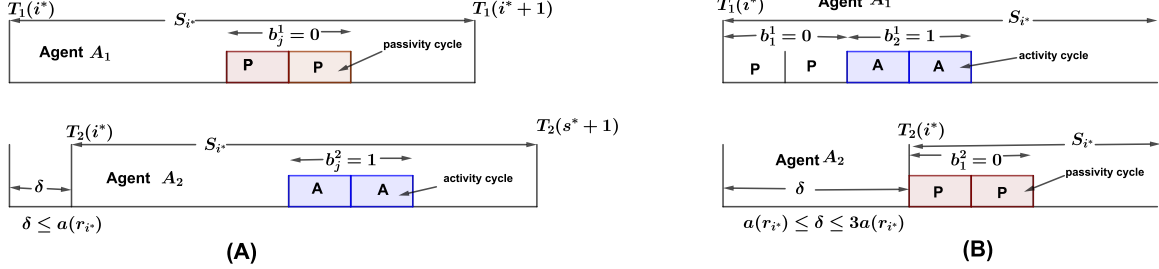 T₁(i*) S_{i*} T₁(i* + 1)
b_j^1 = 0
Agent A₁
passivity cycle
P P
T₂(i*) S_{i*} T₂(s* + 1)
b_j^2 = 1
δ Agent A₂
A A
activity cycle
δ ≤ a(r_{i*})
(A)
Agent A₁
T₁(i*) S_{i*}
b_1^1 = 0 b_2^1 = 1
activity cycle
P P A A
T₂(i*) S_{i*}
Agent A₂ b_1^2 = 0
passivity cycle
δ P P
a(r_{i*}) ≤ δ ≤ 3a(r_{i*})
(B)